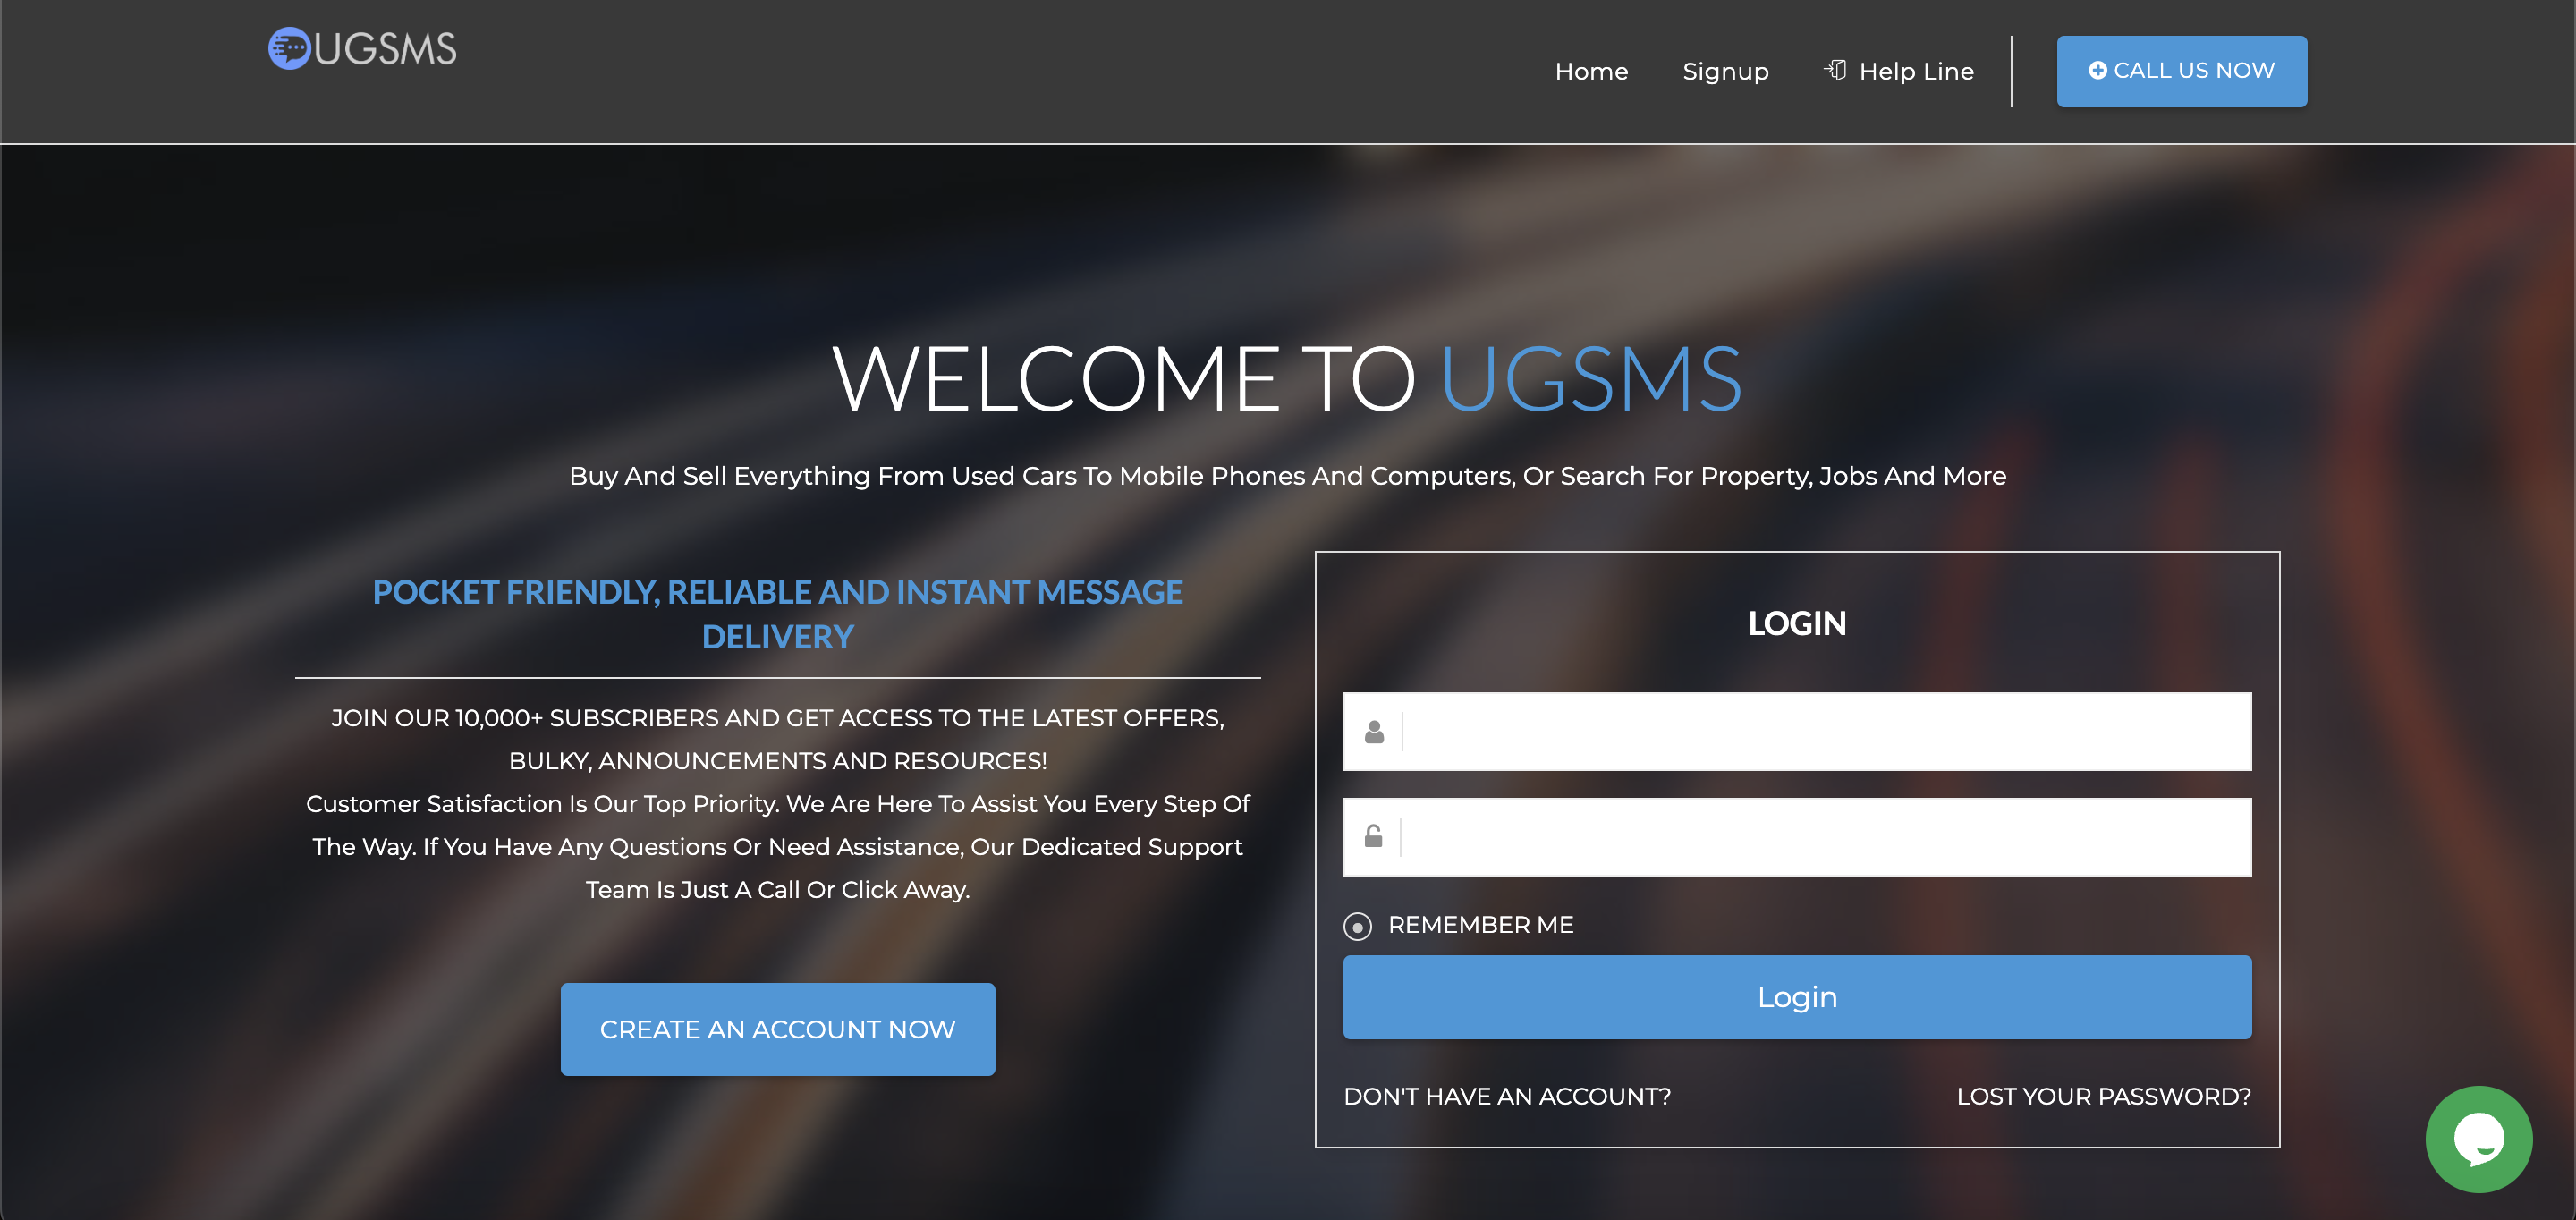 UGSMS
Home
Signup
Help Line
CALL US NOW
WELCOME TO UGSMS
Buy And Sell Everything From Used Cars To Mobile Phones And Computers, Or Search For Property, Jobs And More
POCKET FRIENDLY, RELIABLE AND INSTANT MESSAGE
DELIVERY
JOIN OUR 10,000+ SUBSCRIBERS AND GET ACCESS TO THE LATEST OFFERS,
BULKY, ANNOUNCEMENTS AND RESOURCES!
Customer Satisfaction Is Our Top Priority. We Are Here To Assist You Every Step Of
The Way. If You Have Any Questions Or Need Assistance, Our Dedicated Support
Team Is Just A Call Or Click Away.
CREATE AN ACCOUNT NOW
LOGIN
REMEMBER ME
Login
DON'T HAVE AN ACCOUNT?
LOST YOUR PASSWORD?